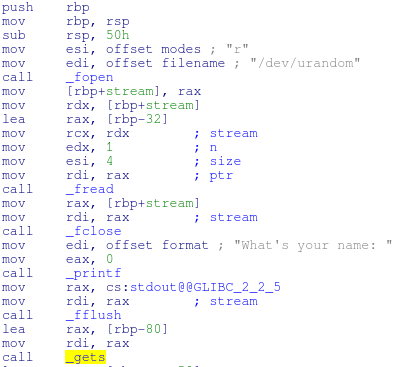 push rbp
mov rbp, rsp
sub rsp, 50h
mov esi, offset modes ; "r"
mov edi, offset filename ; "/dev/urandom"
call _fopen
mov [rbp+stream], rax
mov rdx, [rbp+stream]
lea rax, [rbp-32]
mov rcx, rdx ; stream
mov edx, 1 ; n
mov esi, 4 ; size
mov rdi, rax ; ptr
call _fread
mov rax, [rbp+stream]
mov rdi, rax ; stream
call _fclose
mov edi, offset format ; "What's your name: "
mov eax, 0
call _printf
mov rax, cs:stdout@@GLIBC_2_2_5
mov rdi, rax ; stream
call _fflush
lea rax, [rbp-80]
mov rdi, rax
call _gets